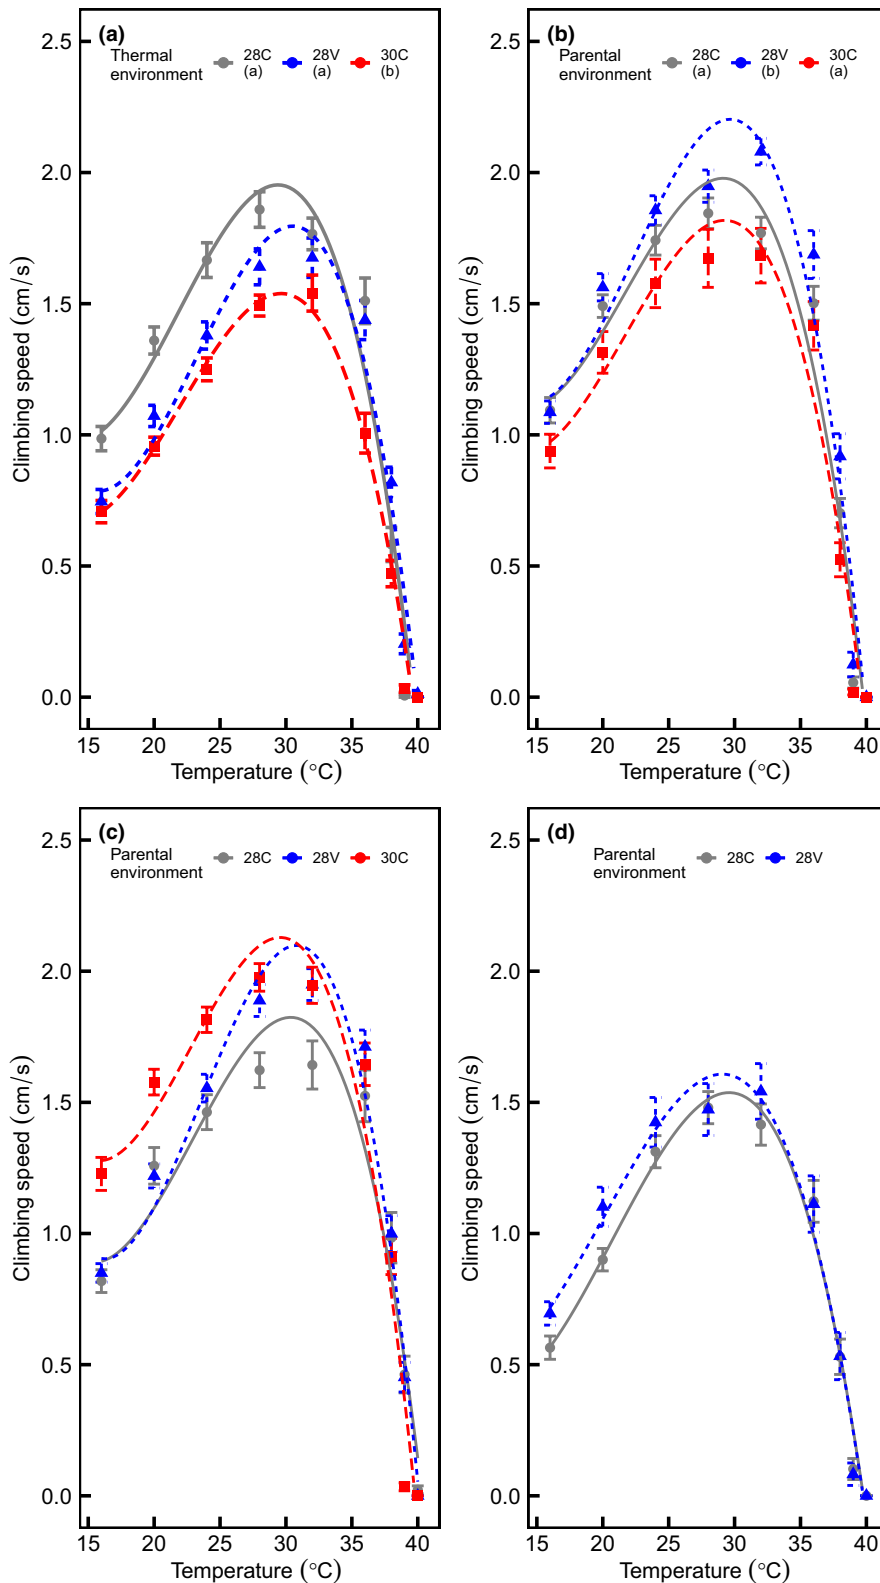 (a)
Thermal environment
28C (a)
28V (a)
30C (b)
2.5
2.0
1.5
1.0
0.5
0.0
Climbing speed (cm/s)
15 20 25 30 35 40
Temperature (°C)
(b)
Parental environment
28C (a)
28V (b)
30C (a)
2.5
2.0
1.5
1.0
0.5
0.0
Climbing speed (cm/s)
15 20 25 30 35 40
Temperature (°C)
(c)
Parental environment
28C
28V
30C
2.5
2.0
1.5
1.0
0.5
0.0
Climbing speed (cm/s)
15 20 25 30 35 40
Temperature (°C)
(d)
Parental environment
28C
28V
2.5
2.0
1.5
1.0
0.5
0.0
Climbing speed (cm/s)
15 20 25 30 35 40
Temperature (°C)